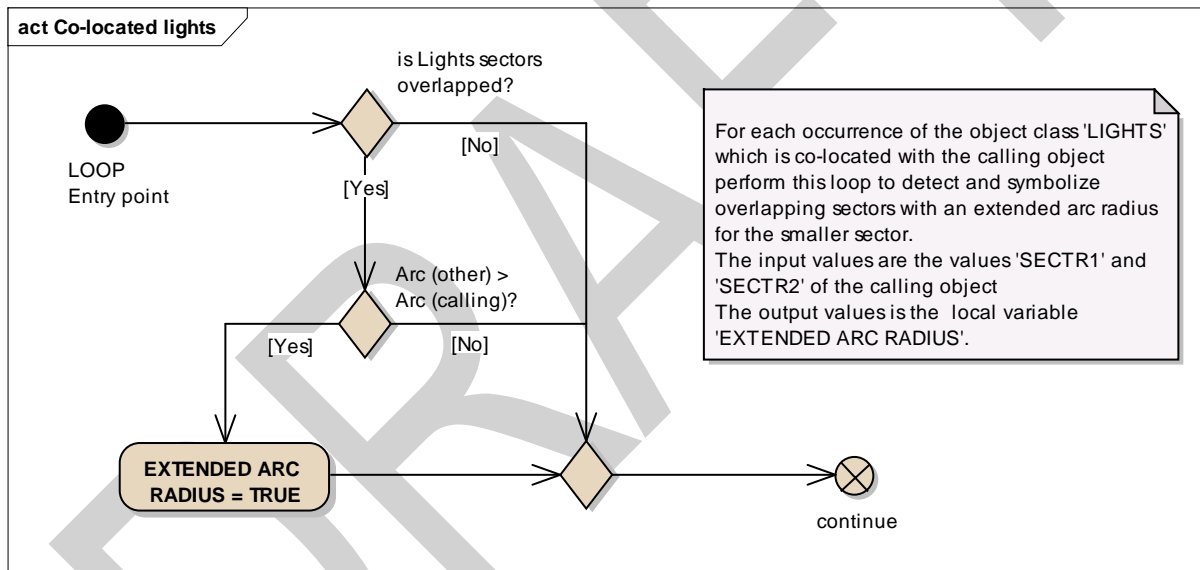 act Co-located lights
is Lights sectors
overlapped?
LOOP
Entry point
[No]
[Yes]
Arc (other) >
Arc (calling)?
[Yes]
[No]
EXTENDED ARC
RADIUS = TRUE
continue
For each occurrence of the object class 'LIGHTS'
which is co-located with the calling object
perform this loop to detect and symbolize
overlapping sectors with an extended arc radius
for the smaller sector.
The input values are the values 'SECTR1' and
'SECTR2' of the calling object
The output values is the local variable
'EXTENDED ARC RADIUS'.
DRAFT